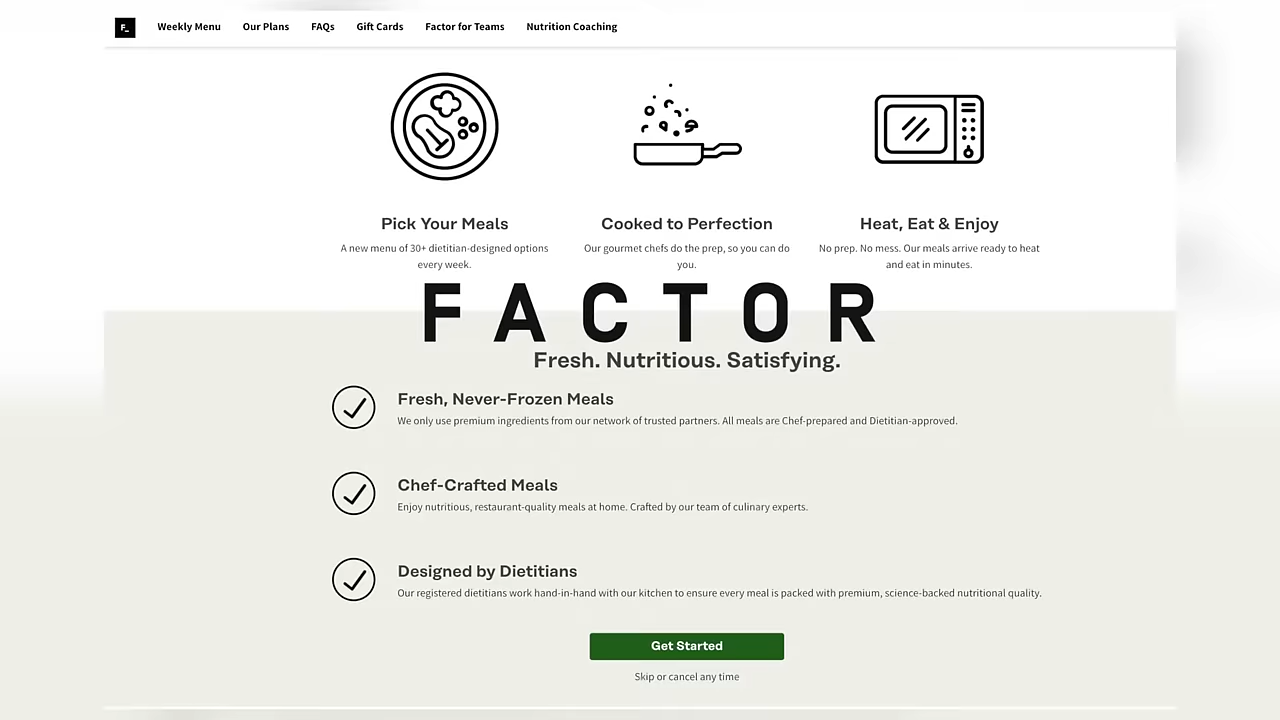 F_ Weekly Menu Our Plans FAQs Gift Cards Factor for Teams Nutrition Coaching
Pick Your Meals
A new menu of 30+ dietitian-designed options
every week.
Cooked to Perfection
Our gourmet chefs do the prep, so you can do
you.
Heat, Eat & Enjoy
No prep. No mess. Our meals arrive ready to heat
and eat in minutes.
FACTOR
Fresh. Nutritious. Satisfying.
Fresh, Never-Frozen Meals
We only use premium ingredients from our network of trusted partners. All meals are Chef-prepared and Dietitian-approved.
Chef-Crafted Meals
Enjoy nutritious, restaurant-quality meals at home. Crafted by our team of culinary experts.
Designed by Dietitians
Our registered dietitians work hand-in-hand with our kitchen to ensure every meal is packed with premium, science-backed nutritional quality.
Get Started
Skip or cancel any time